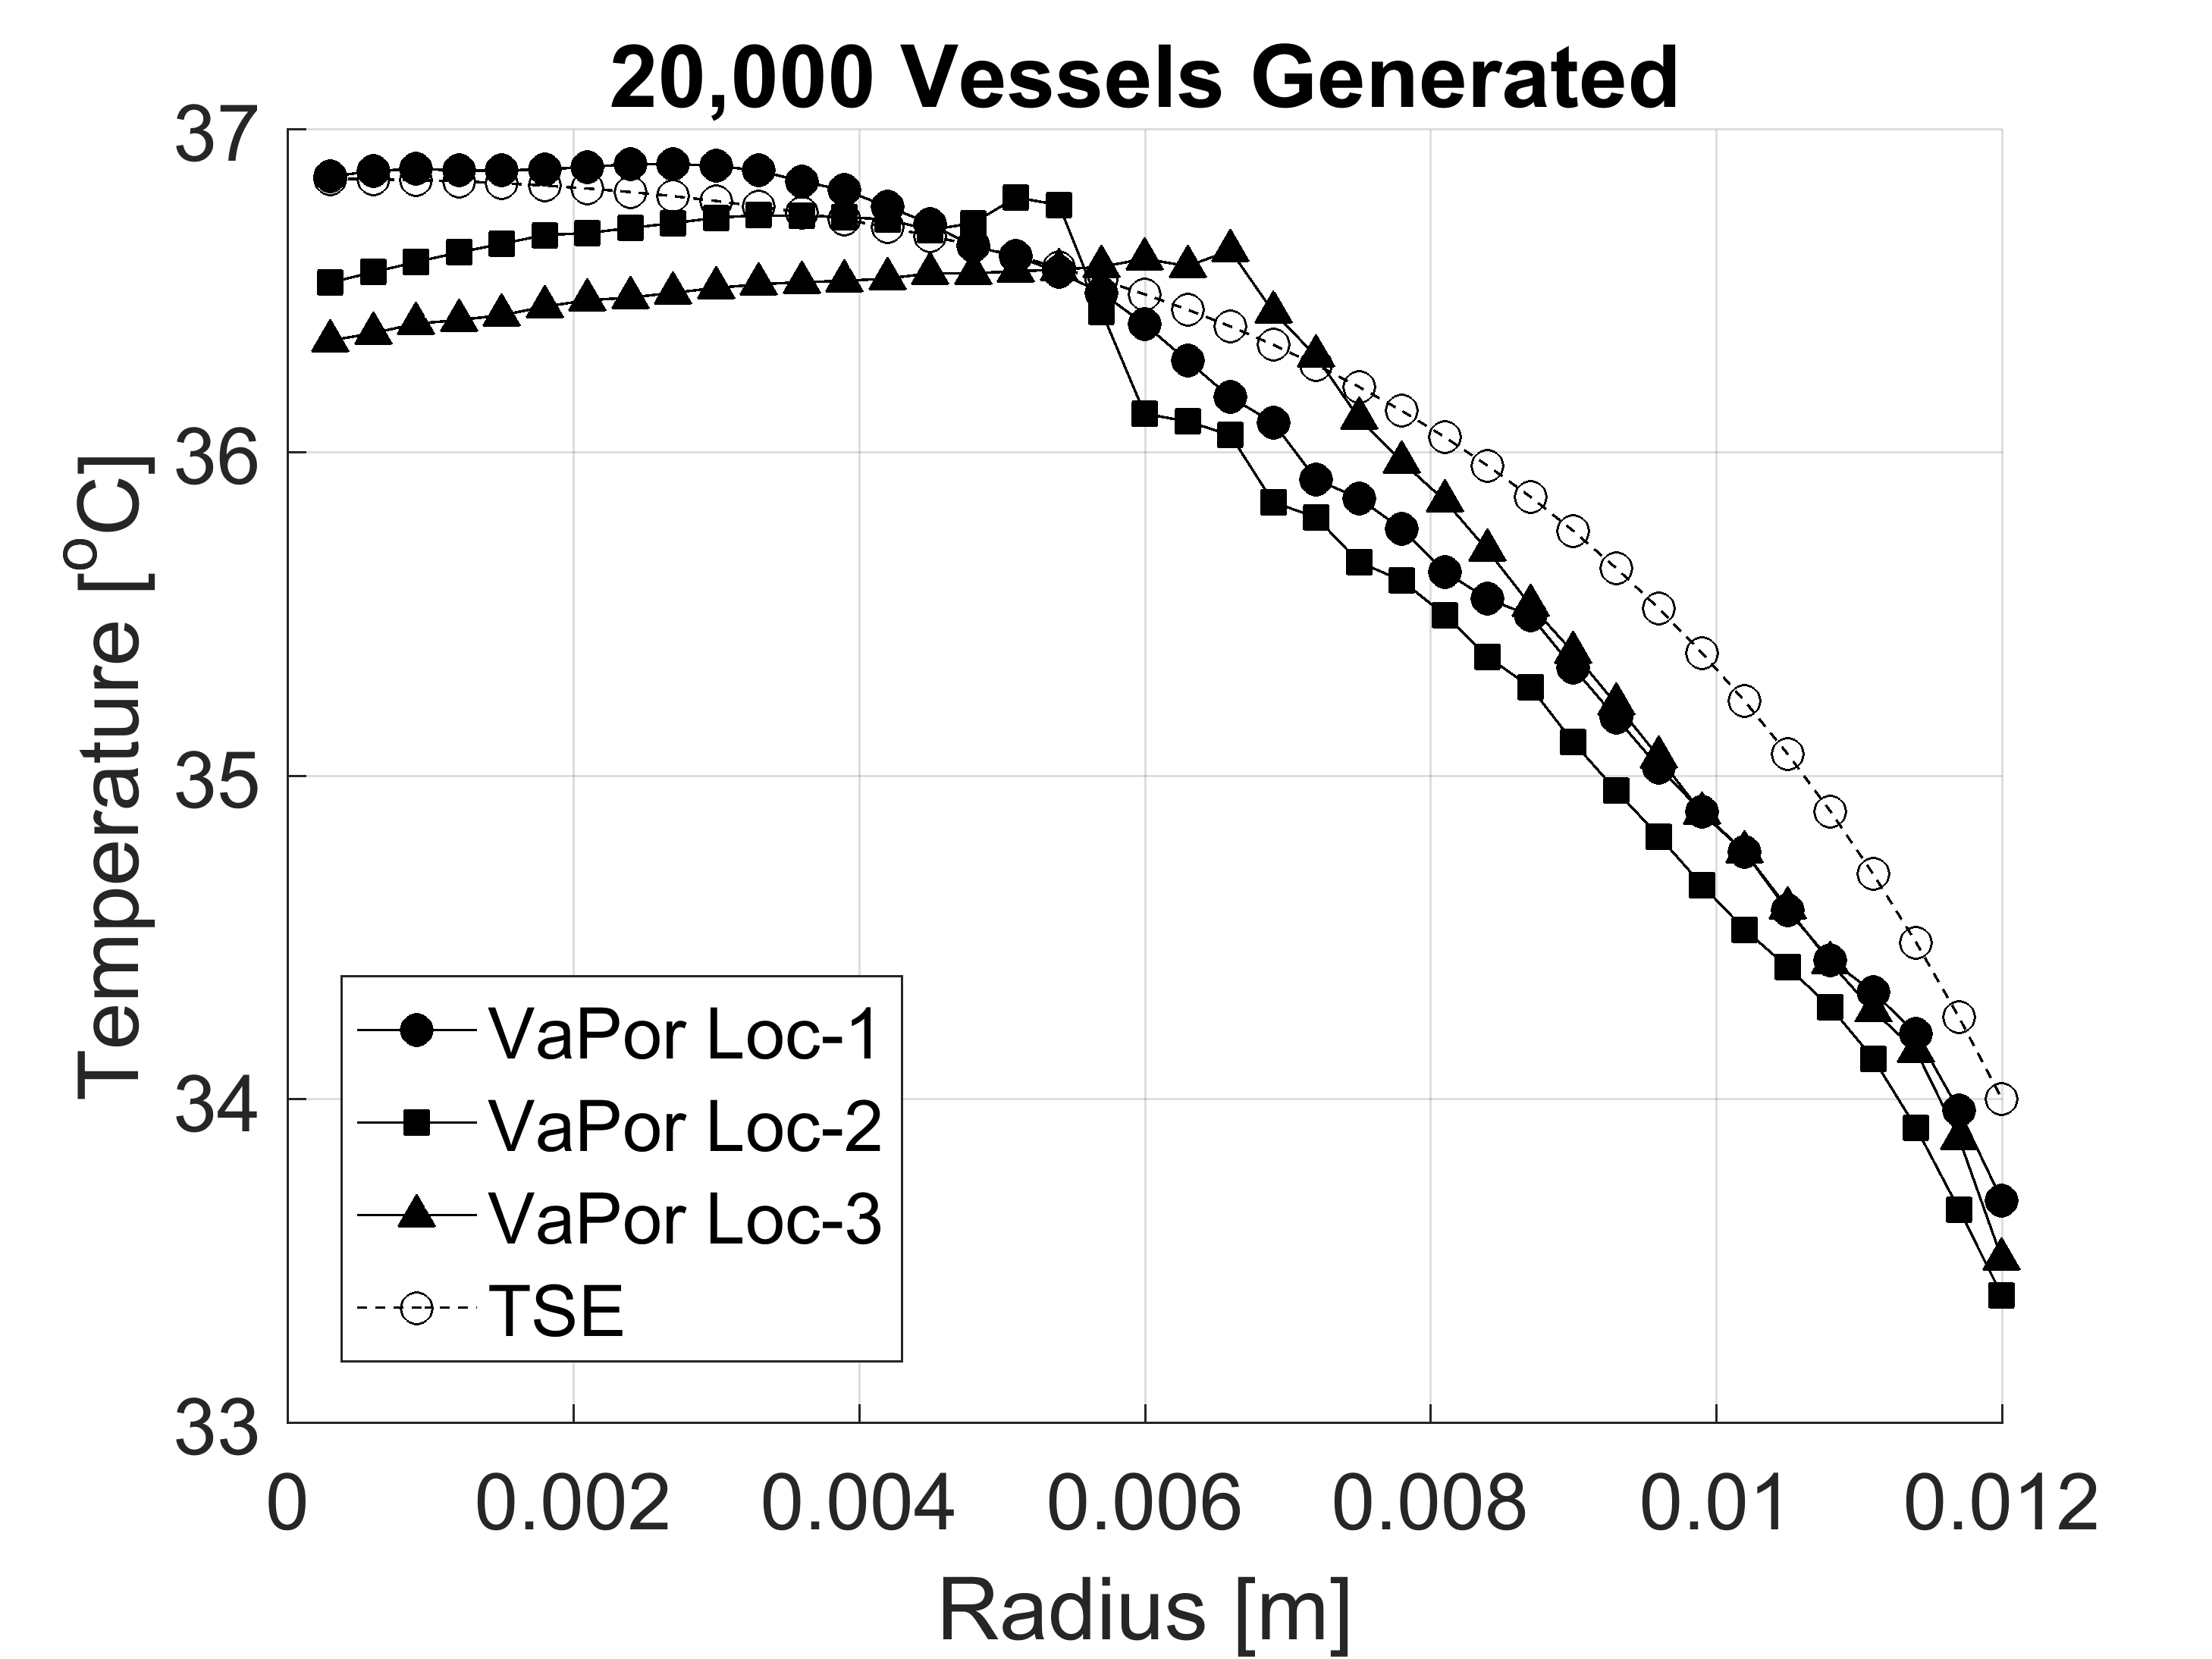 20,000 Vessels Generated
37
36
35
34
33
Temperature [°C]
VaPor Loc-1
VaPor Loc-2
VaPor Loc-3
TSE
0 0.002 0.004 0.006 0.008 0.01 0.012
Radius [m]